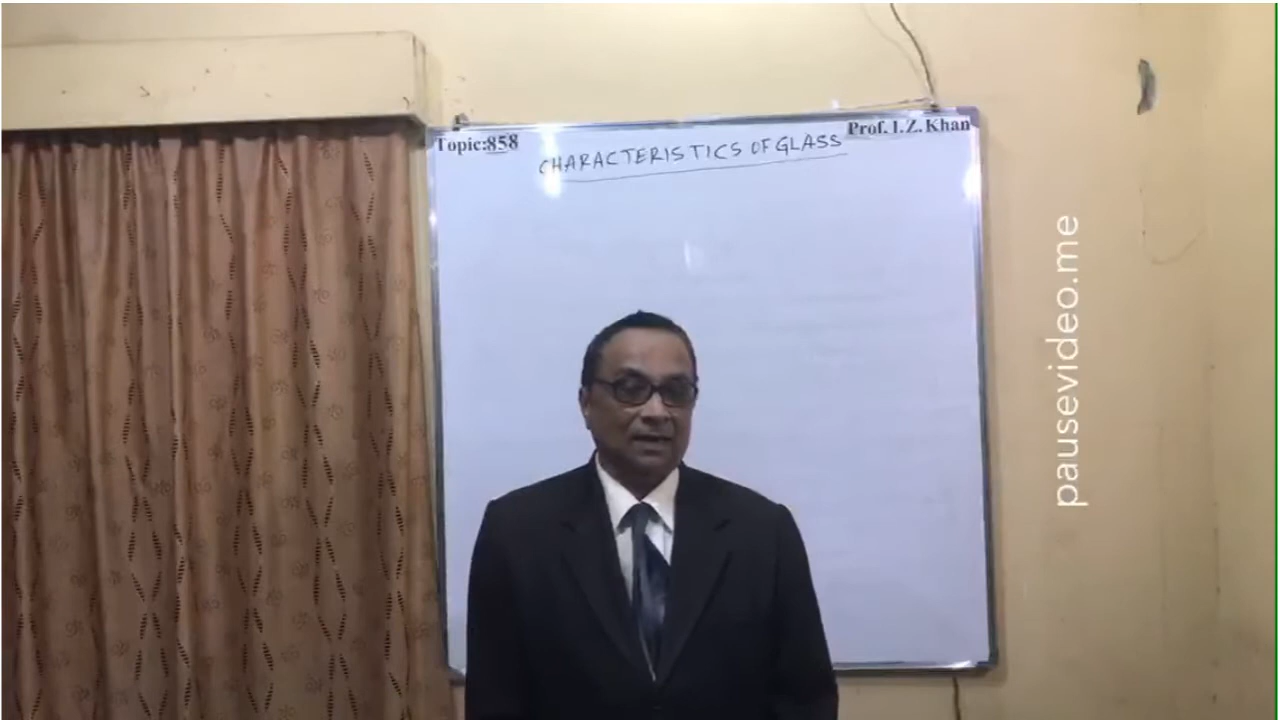 Topic:858
Prof. I.Z. Khan
CHARACTERISTICS OF GLASS
pausevideo.me